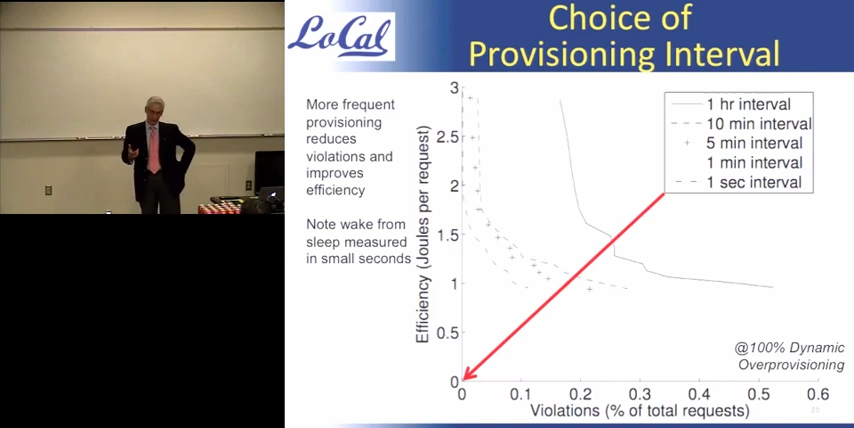 LoCal
Choice of
Provisioning Interval
More frequent
provisioning
reduces
violations and
improves
efficiency
Note wake from
sleep measured
in small seconds
Efficiency (Joules per request)
3
2.5
2
1.5
1
0.5
0
1 hr interval
10 min interval
5 min interval
1 min interval
1 sec interval
@100% Dynamic
Overprovisioning
0 0.1 0.2 0.3 0.4 0.5 0.6
Violations (% of total requests)
25